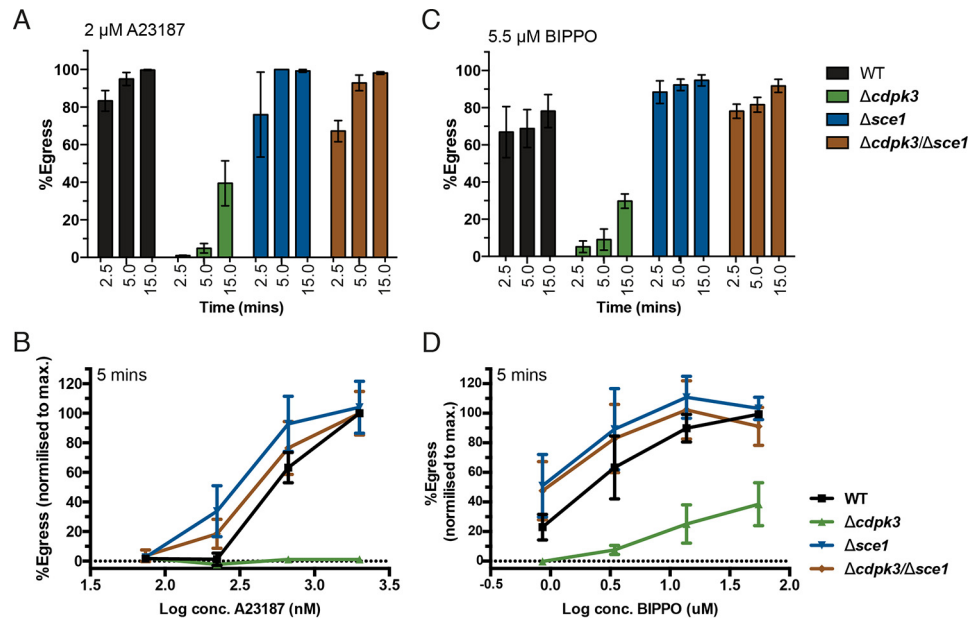 A
2 µM A23187
%Egress
100
80
60
40
20
0
2.5
5.0
15.0
2.5
5.0
15.0
2.5
5.0
15.0
2.5
5.0
15.0
Time (mins)
C
5.5 µM BIPPO
%Egress
100
80
60
40
20
0
2.5
5.0
15.0
2.5
5.0
15.0
2.5
5.0
15.0
2.5
5.0
15.0
Time (mins)
WT
Δcdpk3
Δsce1
Δcdpk3/Δsce1
B
5 mins
%Egress (normilised to max.)
120
100
80
60
40
20
0
1.5
2.0
2.5
3.0
3.5
Log conc. A23187 (nM)
D
5 mins
%Egress
(normilised to max.)
120
100
80
60
40
20
0
-0.5
0.0
0.5
1.0
1.5
2.0
Log conc. BIPPO (uM)
WT
Δcdpk3
Δsce1
Δcdpk3/Δsce1